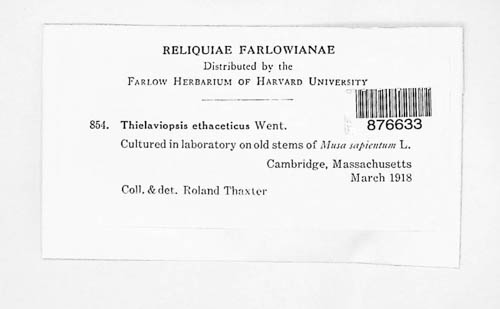 RELIQUIAE FARLOWIANAE
Distributed by the
FARLOW HERBARIUM OF HARVARD UNIVERSITY
876633
854. Thielaviopsis ethaceticus Went.
Cultured in laboratory on old stems of Musa sapientum L.
Cambridge, Massachusetts
March 1918
Coll. & det. Roland Thaxter